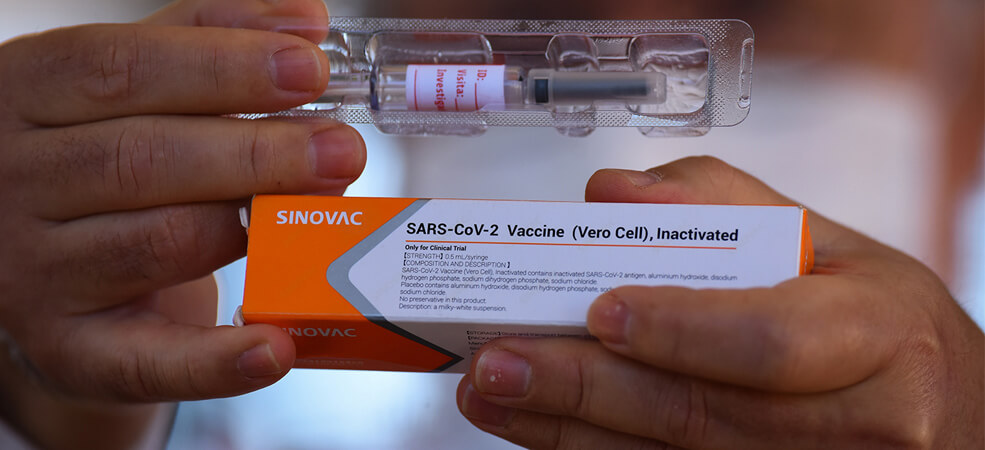 ID:
Visita:
Investiga
SINOVAC
SARS-CoV-2 Vaccine (Vero Cell), Inactivated
Only for Clinical Trial
【STRENGTH】0.5 mL/syringe
【COMPOSITION AND DESCRIPTION】
SARS-CoV-2 Vaccine (Vero Cell), Inactivated contains inactivated SARS-CoV-2 antigen, aluminium hydroxide, disodium
hydrogen phosphate, sodium dihydrogen phosphate, sodium chloride.
Placebo contains aluminum hydroxide, disodium hydrogen phosphate,
sodium chloride
No preservative in this product.
Description: a milky-white suspension.
SINOVAC